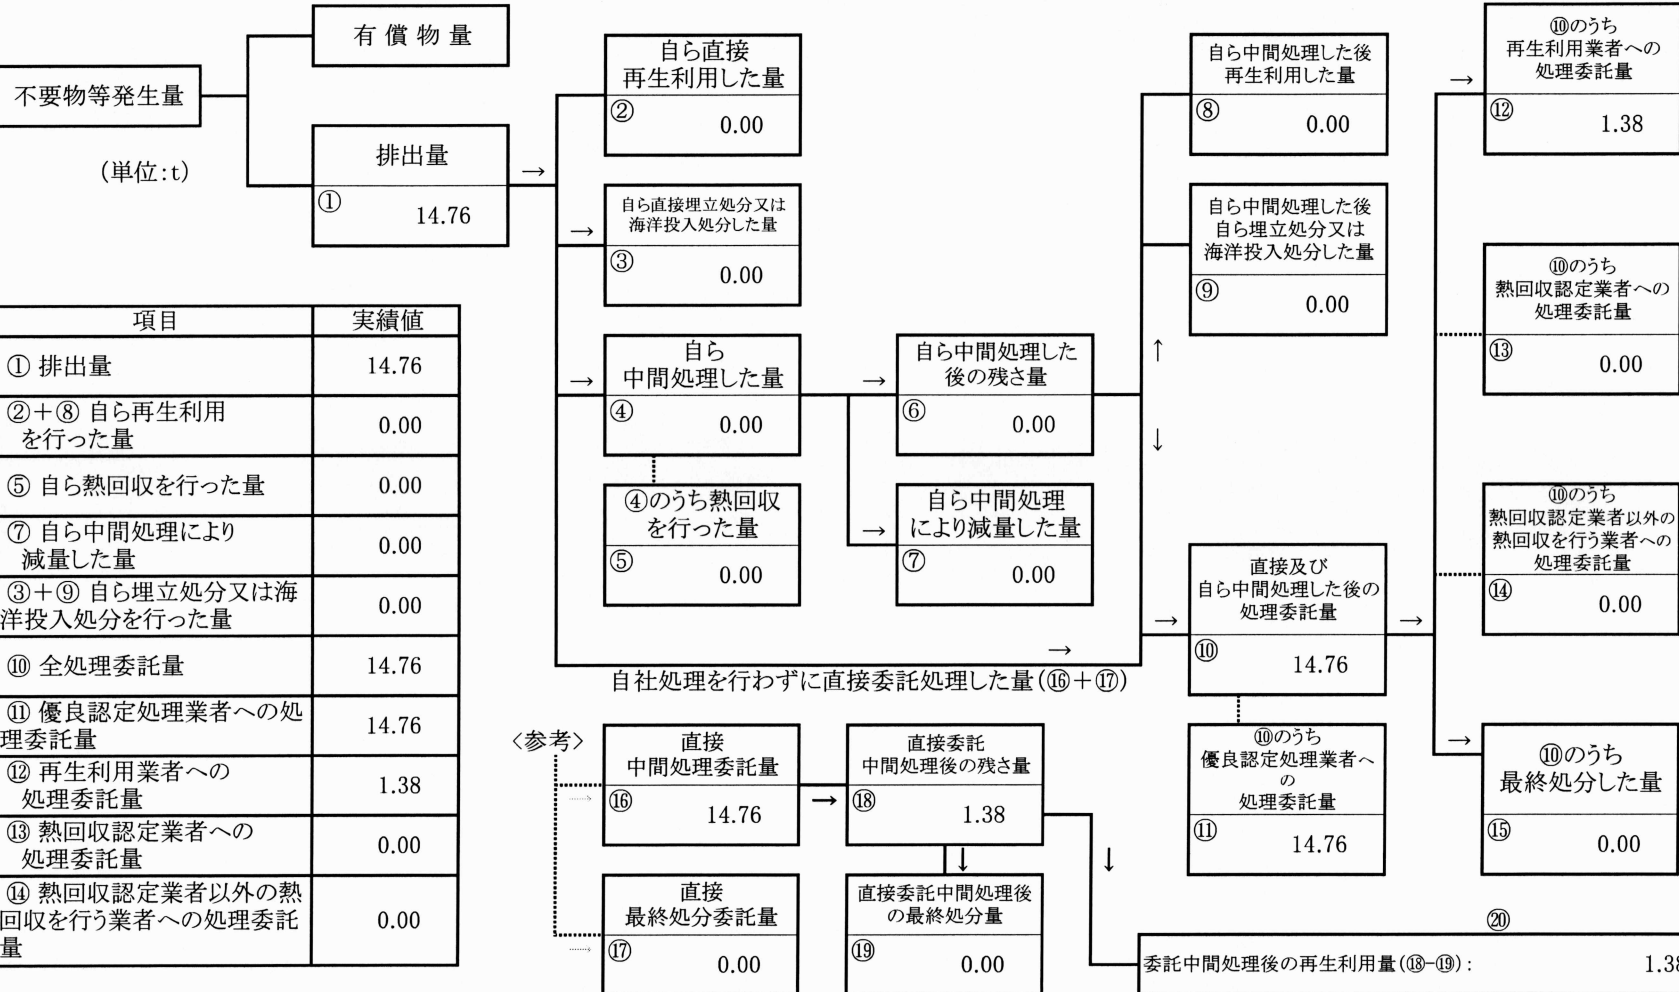 有償物量
不要物等発生量
(単位:t)
排出量
①
14.76
→
自ら直接
再生利用した量
②
0.00
→
自ら直接埋立処分又は
海洋投入処分した量
③
0.00
→
自ら
中間処理した量
④
0.00
④のうち熱回収
を行った量
⑤
0.00
→
自ら中間処理した
後の残さ量
⑥
0.00
→
自ら中間処理
により減量した量
⑦
0.00
↑
↓
自ら中間処理した後
再生利用した量
⑧
0.00
自ら中間処理した後
自ら埋立処分又は
海洋投入処分した量
⑨
0.00
→
自社処理を行わずに直接委託処理した量(⑯+⑰)
→
直接及び
自ら中間処理した後の
処理委託量
⑩
14.76
→
⑩のうち
優良認定処理業者へ
の
処理委託量
⑪
14.76
→
⑩のうち
再生利用業者への
処理委託量
⑫
1.38
⑩のうち
熱回収認定業者への
処理委託量
⑬
0.00
⑩のうち
熱回収認定業者以外の
熱回収を行う業者への
処理委託量
⑭
0.00
→
⑩のうち
最終処分した量
⑮
0.00
項目 実績値
① 排出量 14.76
②+⑧ 自ら再生利用
を行った量 0.00
⑤ 自ら熱回収を行った量 0.00
⑦ 自ら中間処理により
減量した量 0.00
③+⑨ 自ら埋立処分又は海
洋投入処分を行った量 0.00
⑩ 全処理委託量 14.76
⑪ 優良認定処理業者への処
理委託量 14.76
⑫ 再生利用業者への
処理委託量 1.38
⑬ 熱回収認定業者への
処理委託量 0.00
⑭ 熱回収認定業者以外の熱
回収を行う業者への処理委託
量 0.00
<参考>
→
直接
中間処理委託量
⑯
14.76
→
直接委託
中間処理後の残さ量
⑱
1.38
↓
↓
→
直接
最終処分委託量
⑰
0.00
直接委託中間処理後
の最終処分量
⑲
0.00
⑳
委託中間処理後の再生利用量(⑱-⑲): 1.38